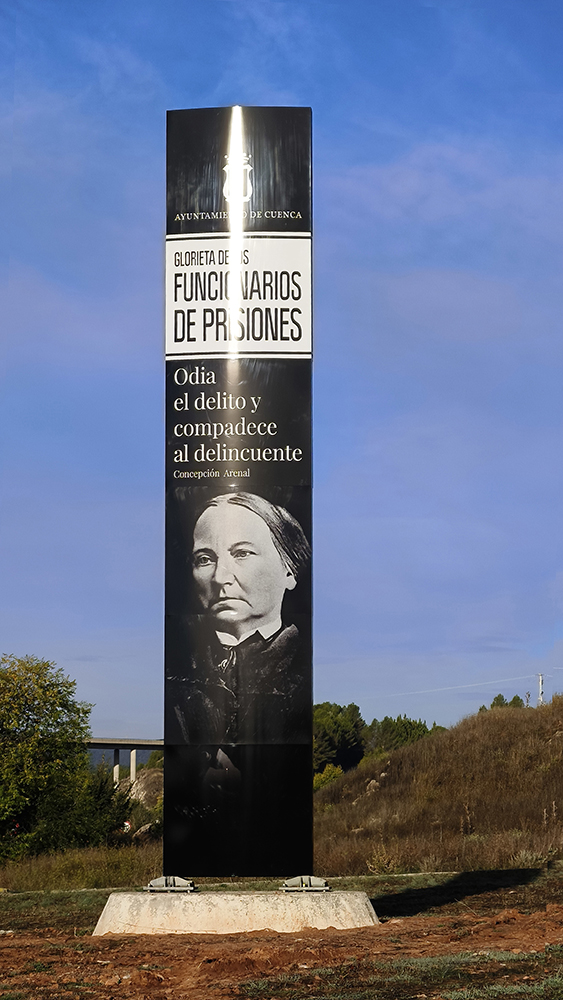 AYUNTAMIENTO DE CUENCA
GLORIETA DE LOS
FUNCIONARIOS
DE PRISIONES
Odia
el delito y
compadece
al delincuente
Concepción Arenal